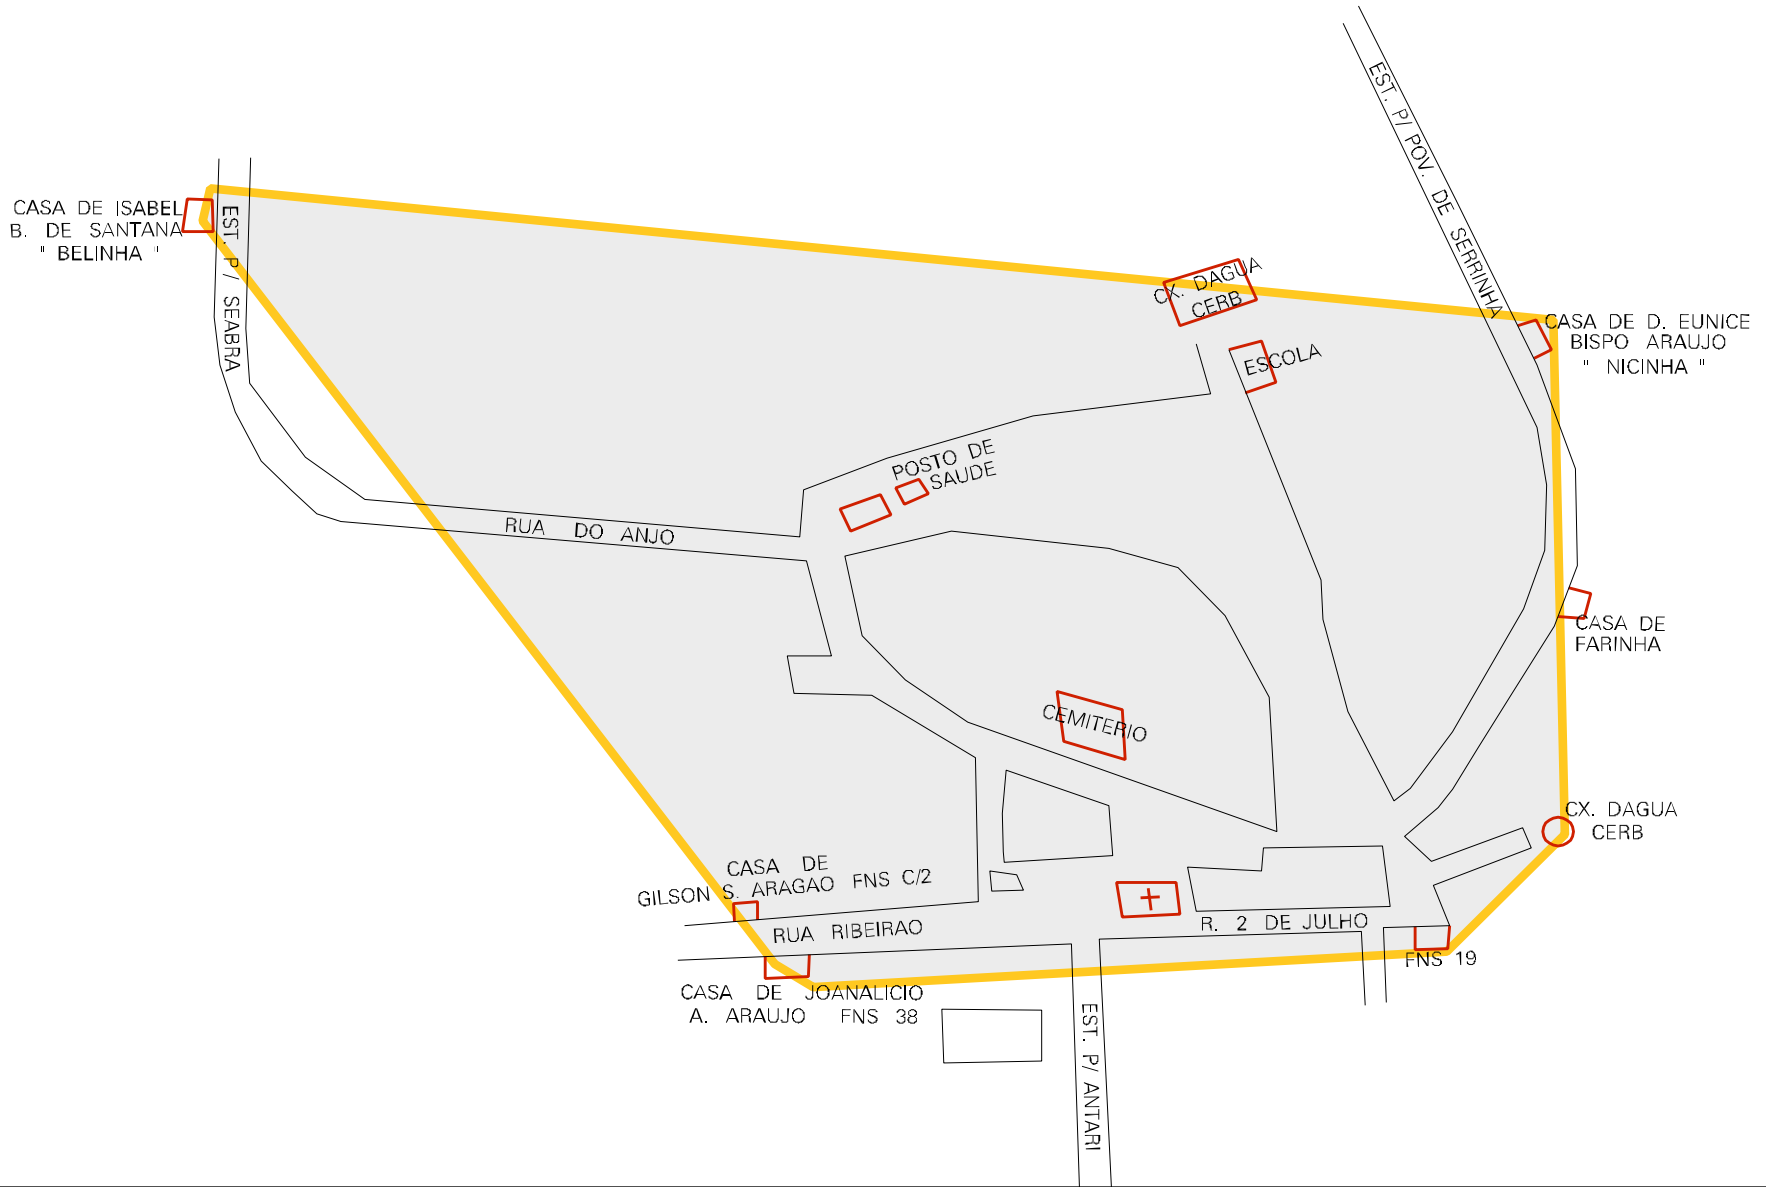 EST. P/ POV. DE SERRINHA
CASA DE ISABEL
B. DE SANTANA
" BELINHA "
EST. P/ SEABRA
CX. DAGUA
CERB
CASA DE D. EUNICE
BISPO ARAUJO
" NICINHA "
ESCOLA
POSTO DE
SAUDE
RUA DO ANJO
CASA DE
FARINHA
CEMITERIO
CX. DAGUA
CERB
CASA DE
GILSON S. ARAGAO FNS C/2
RUA RIBEIRAO
R. 2 DE JULHO
FNS 19
CASA DE JOANALICIO
A. ARAUJO FNS 38
EST. P/ ANTARI